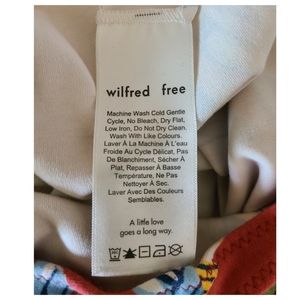 wilfred free
Machine Wash Cold Gentle
Cycle, No Bleach, Dry Flat,
Low Iron, Do Not Dry Clean.
Wash With Like Colours.
Laver À La Machine À L'eau
Froide Au Cycle Délicat, Pas
De Blanchiment, Sécher À
Plat, Repasser À Basse
Température, Ne Pas
Nettoyer À Sec.
Laver Avec Des Couleurs
Semblables.
A little love
goes a long way.